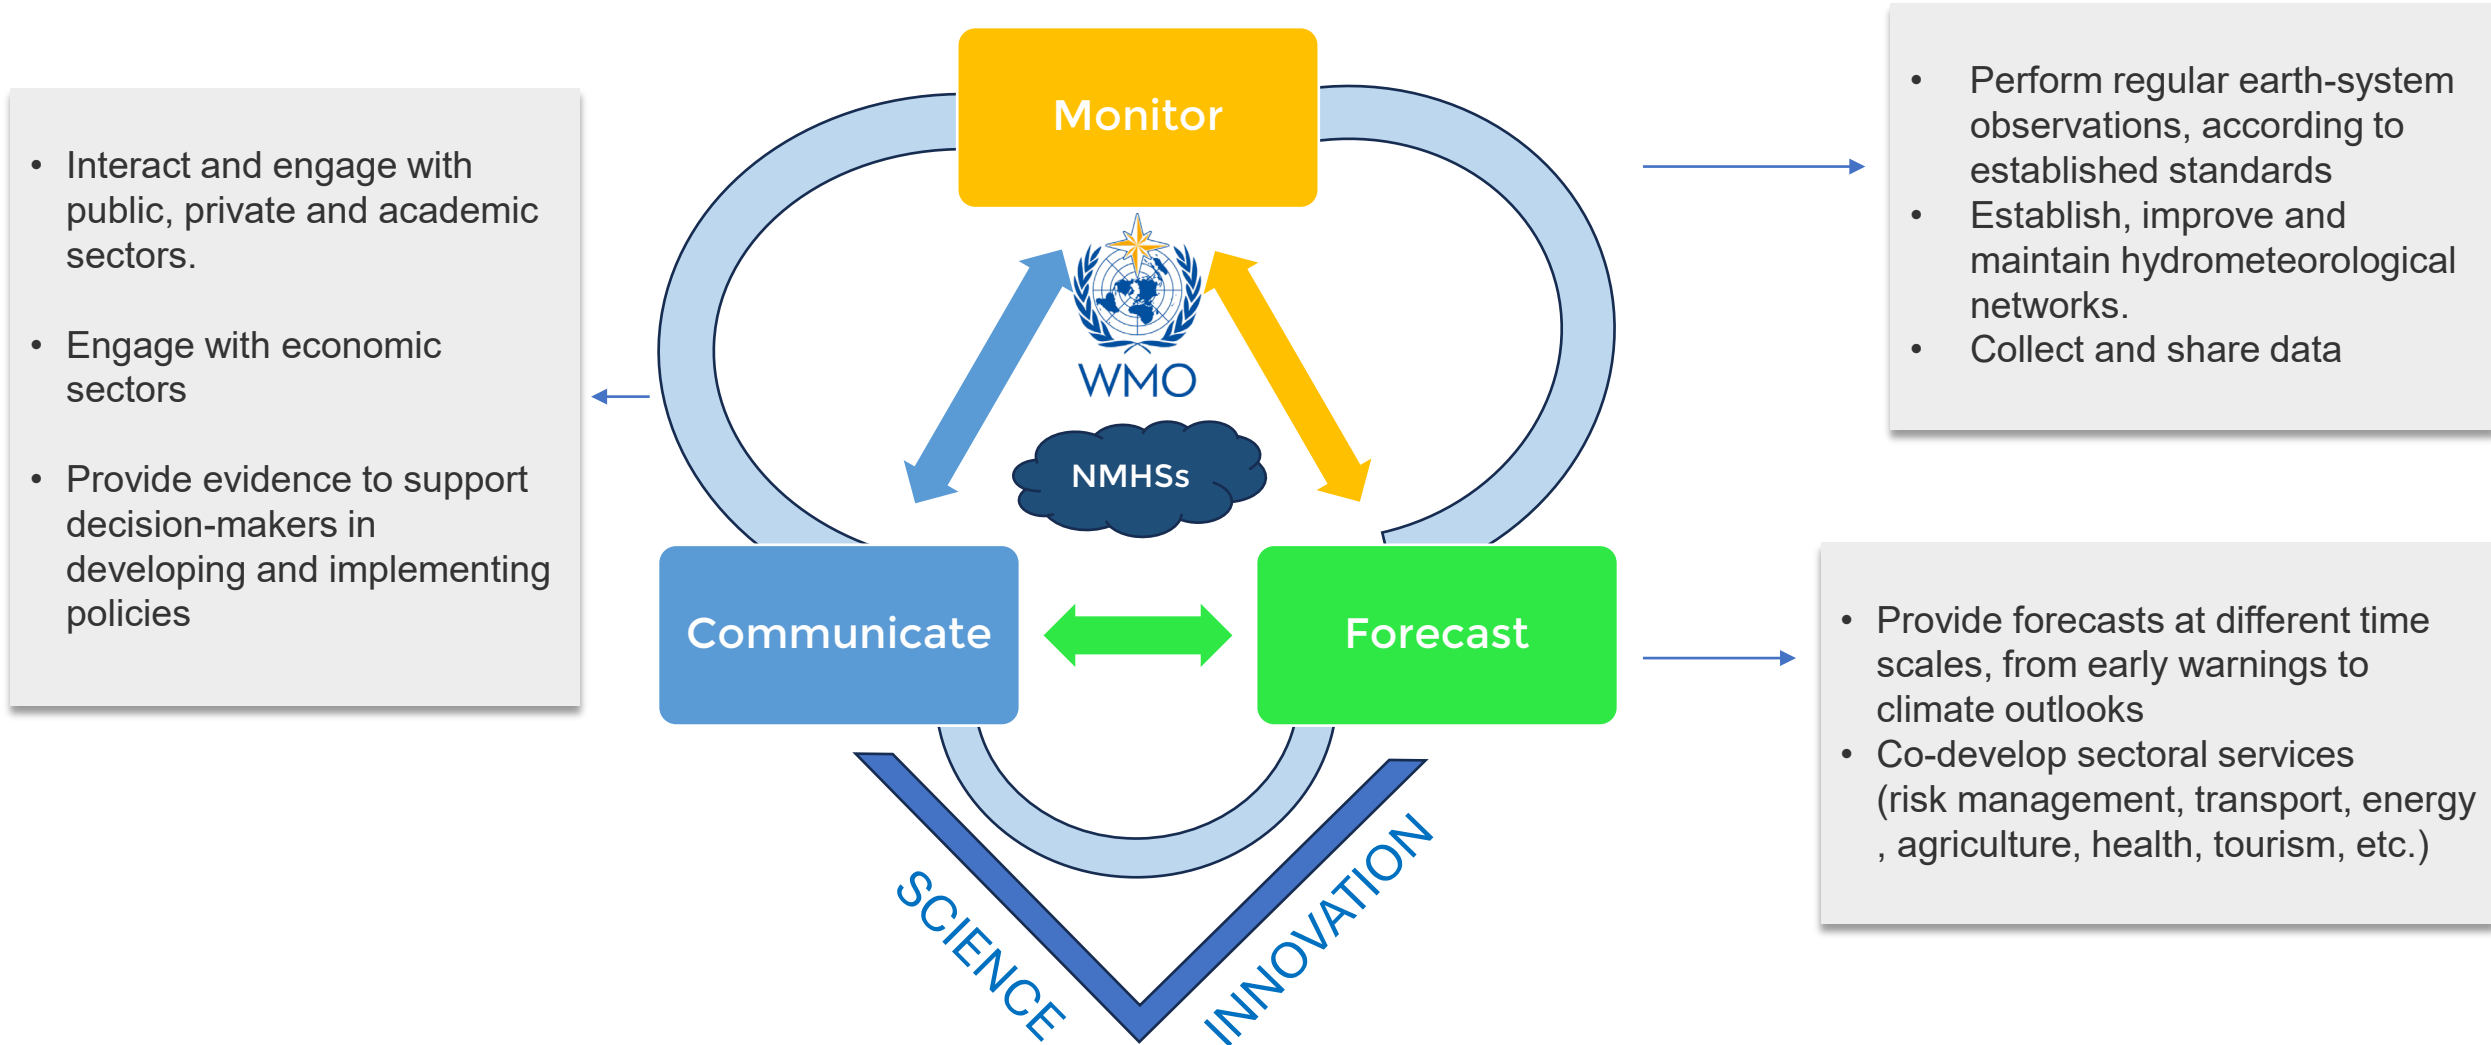 Monitor
• Interact and engage with
public, private and academic
sectors.
• Engage with economic
sectors
• Provide evidence to support
decision-makers in
developing and implementing
policies
• Perform regular earth-system
observations, according to
established standards
• Establish, improve and
maintain hydrometeorological
networks.
• Collect and share data
WMO
NMHSs
Communicate
Forecast
• Provide forecasts at different time
scales, from early warnings to
climate outlooks
• Co-develop sectoral services
(risk management, transport, energy
, agriculture, health, tourism, etc.)
SCIENCE
INNOVATION